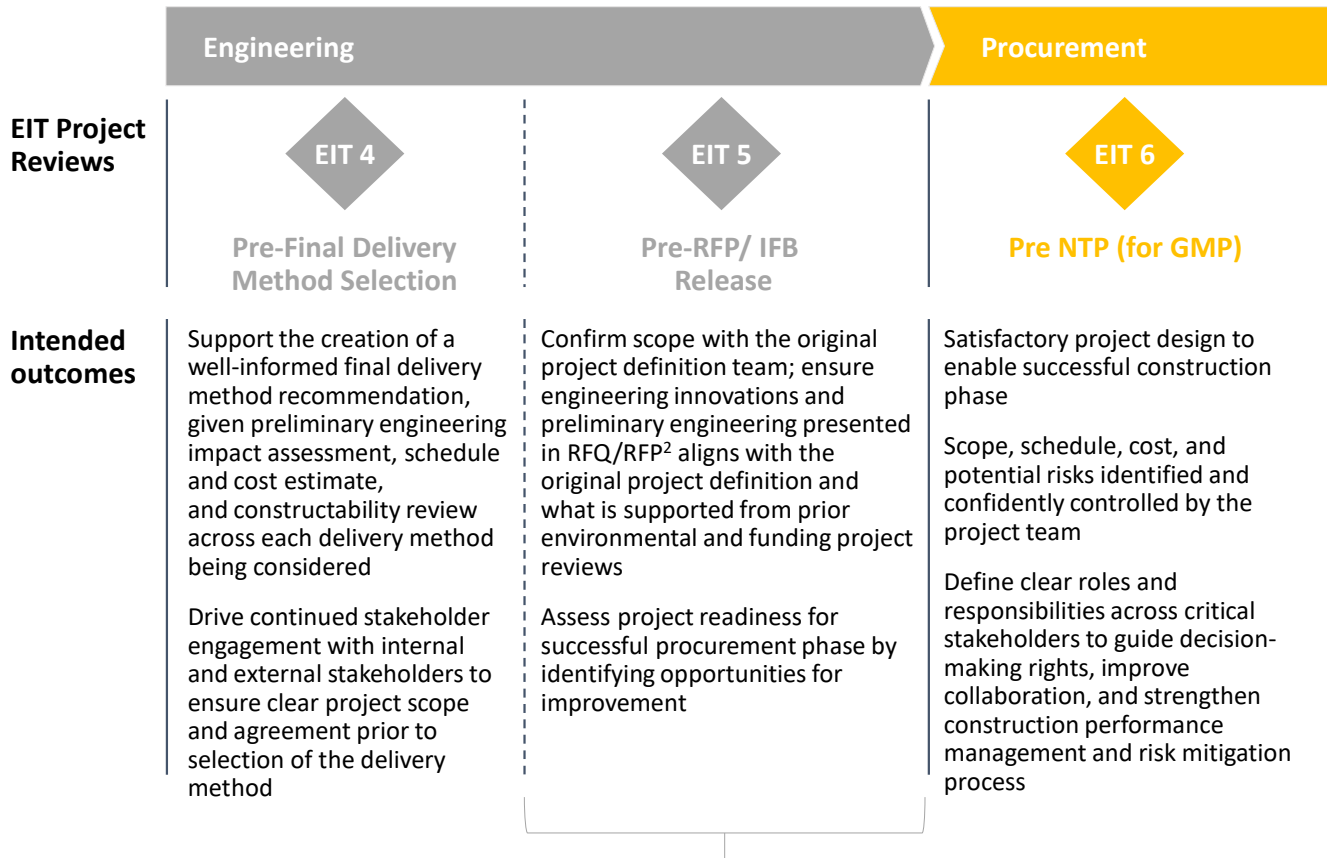 Engineering
Procurement
EIT Project
Reviews
EIT 4
EIT 5
EIT 6
Pre-Final Delivery
Method Selection
Pre-RFP/ IFB
Release
Pre NTP (for GMP)
Intended
outcomes
Support the creation of a
well-informed final delivery
method recommendation,
given preliminary engineering
impact assessment, schedule
and cost estimate,
and constructability review
across each delivery method
being considered
Drive continued stakeholder
engagement with internal
and external stakeholders to
ensure clear project scope
and agreement prior to
selection of the delivery
method
Confirm scope with the original
project definition team; ensure
engineering innovations and
preliminary engineering presented
in RFQ/RFP² aligns with the
original project definition and
what is supported from prior
environmental and funding project
reviews
Assess project readiness for
successful procurement phase by
identifying opportunities for
improvement
Satisfactory project design to
enable successful construction
phase
Scope, schedule, cost, and
potential risks identified and
confidently controlled by the
project team
Define clear roles and
responsibilities across critical
stakeholders to guide decision-
making rights, improve
collaboration, and strengthen
construction performance
management and risk mitigation
process